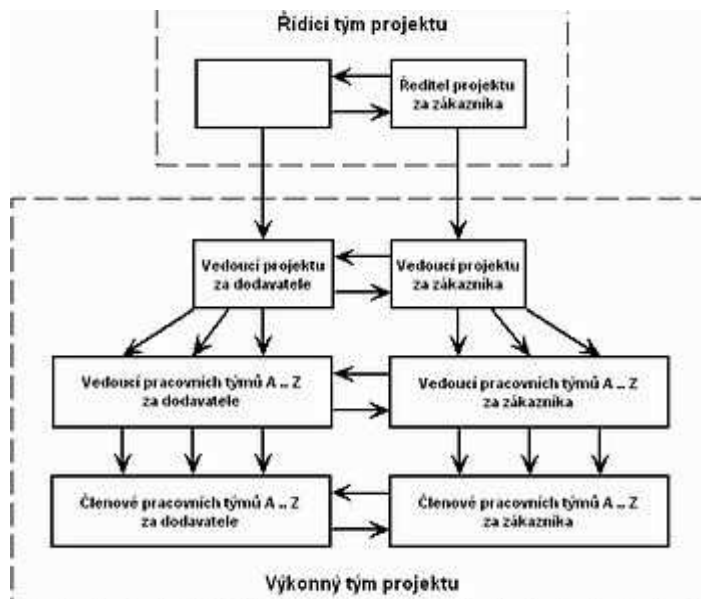 Řídicí tým projektu
Ředitel projektu
za zákazníka
Vedoucí projektu
za dodavatele
Vedoucí projektu
za zákazníka
Vedoucí pracovních týmů A .. Z
za dodavatele
Vedoucí pracovních týmů A .. Z
za zákazníka
Členové pracovních týmů A .. Z
za dodavatele
Členové pracovních týmů A .. Z
za zákazníka
Výkonný tým projektu